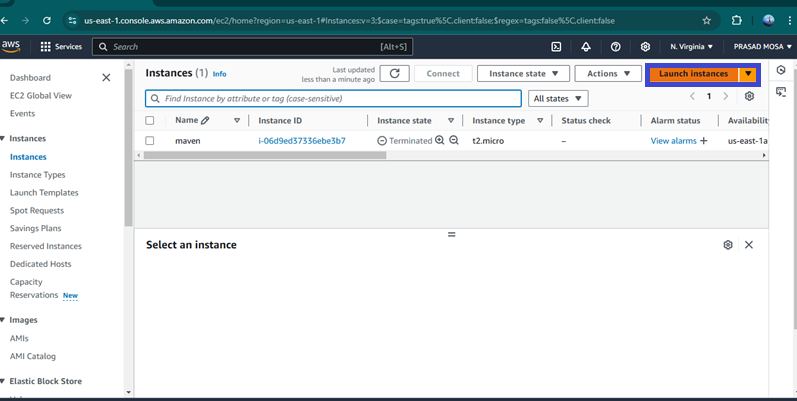 us-east-1.console.aws.amazon.com/ec2/home?region=us-east-1#Instances:v=3;$case=tags:true%5C,client:false;$regex=tags:false%5C,client:false
aws Services Search [Alt+S] N. Virginia PRASAD MOSA
Dashboard
EC2 Global View
Events
Instances
Instances
Instance Types
Launch Templates
Spot Requests
Savings Plans
Reserved Instances
Dedicated Hosts
Capacity
Reservations New
Images
AMIs
AMI Catalog
Elastic Block Store
Instances (1) Info
Last updated
less than a minute ago
Connect Instance state Actions Launch instances
Find Instance by attribute or tag (case-sensitive) All states 1
Name Instance ID Instance state Instance type Status check Alarm status Availability
maven i-06d9ed37336ebe3b7 Terminated t2.micro – View alarms + us-east-1a
Select an instance